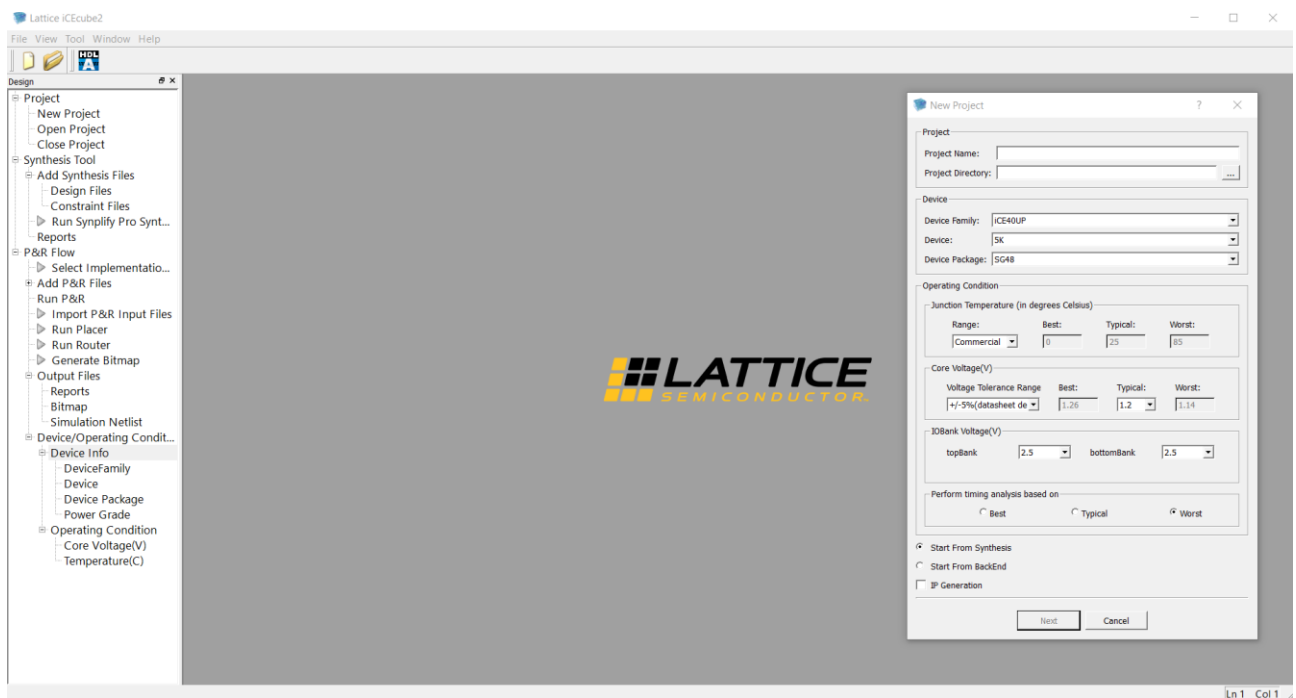 Lattice iCEcube2
File View Tool Window Help
HDL
A
Design
Project
New Project
Open Project
Close Project
Synthesis Tool
Add Synthesis Files
Design Files
Constraint Files
Run Synplify Pro Synt...
Reports
P&R Flow
Select Implementatio...
Add P&R Files
Run P&R
Import P&R Input Files
Run Placer
Run Router
Generate Bitmap
Output Files
Reports
Bitmap
Simulation Netlist
Device/Operating Condit...
Device Info
DeviceFamily
Device
Device Package
Power Grade
Operating Condition
Core Voltage(V)
Temperature(C)
LATTICE
SEMICONDUCTOR.
New Project ?
Project
Project Name:
Project Directory: ...
Device
Device Family: iCE40UP
Device: 5K
Device Package: SG48
Operating Condition
Junction Temperature (in degrees Celsius)
Range: Best: Typical: Worst:
Commercial 0 25 85
Core Voltage(V)
Voltage Tolerance Range Best: Typical: Worst:
+/-5%(datasheet de 1.26 1.2 1.14
IOBank Voltage(V)
topBank 2.5 bottomBank 2.5
Perform timing analysis based on
Best Typical Worst
Start From Synthesis
Start From BackEnd
IP Generation
Next Cancel
Ln 1 Col 1